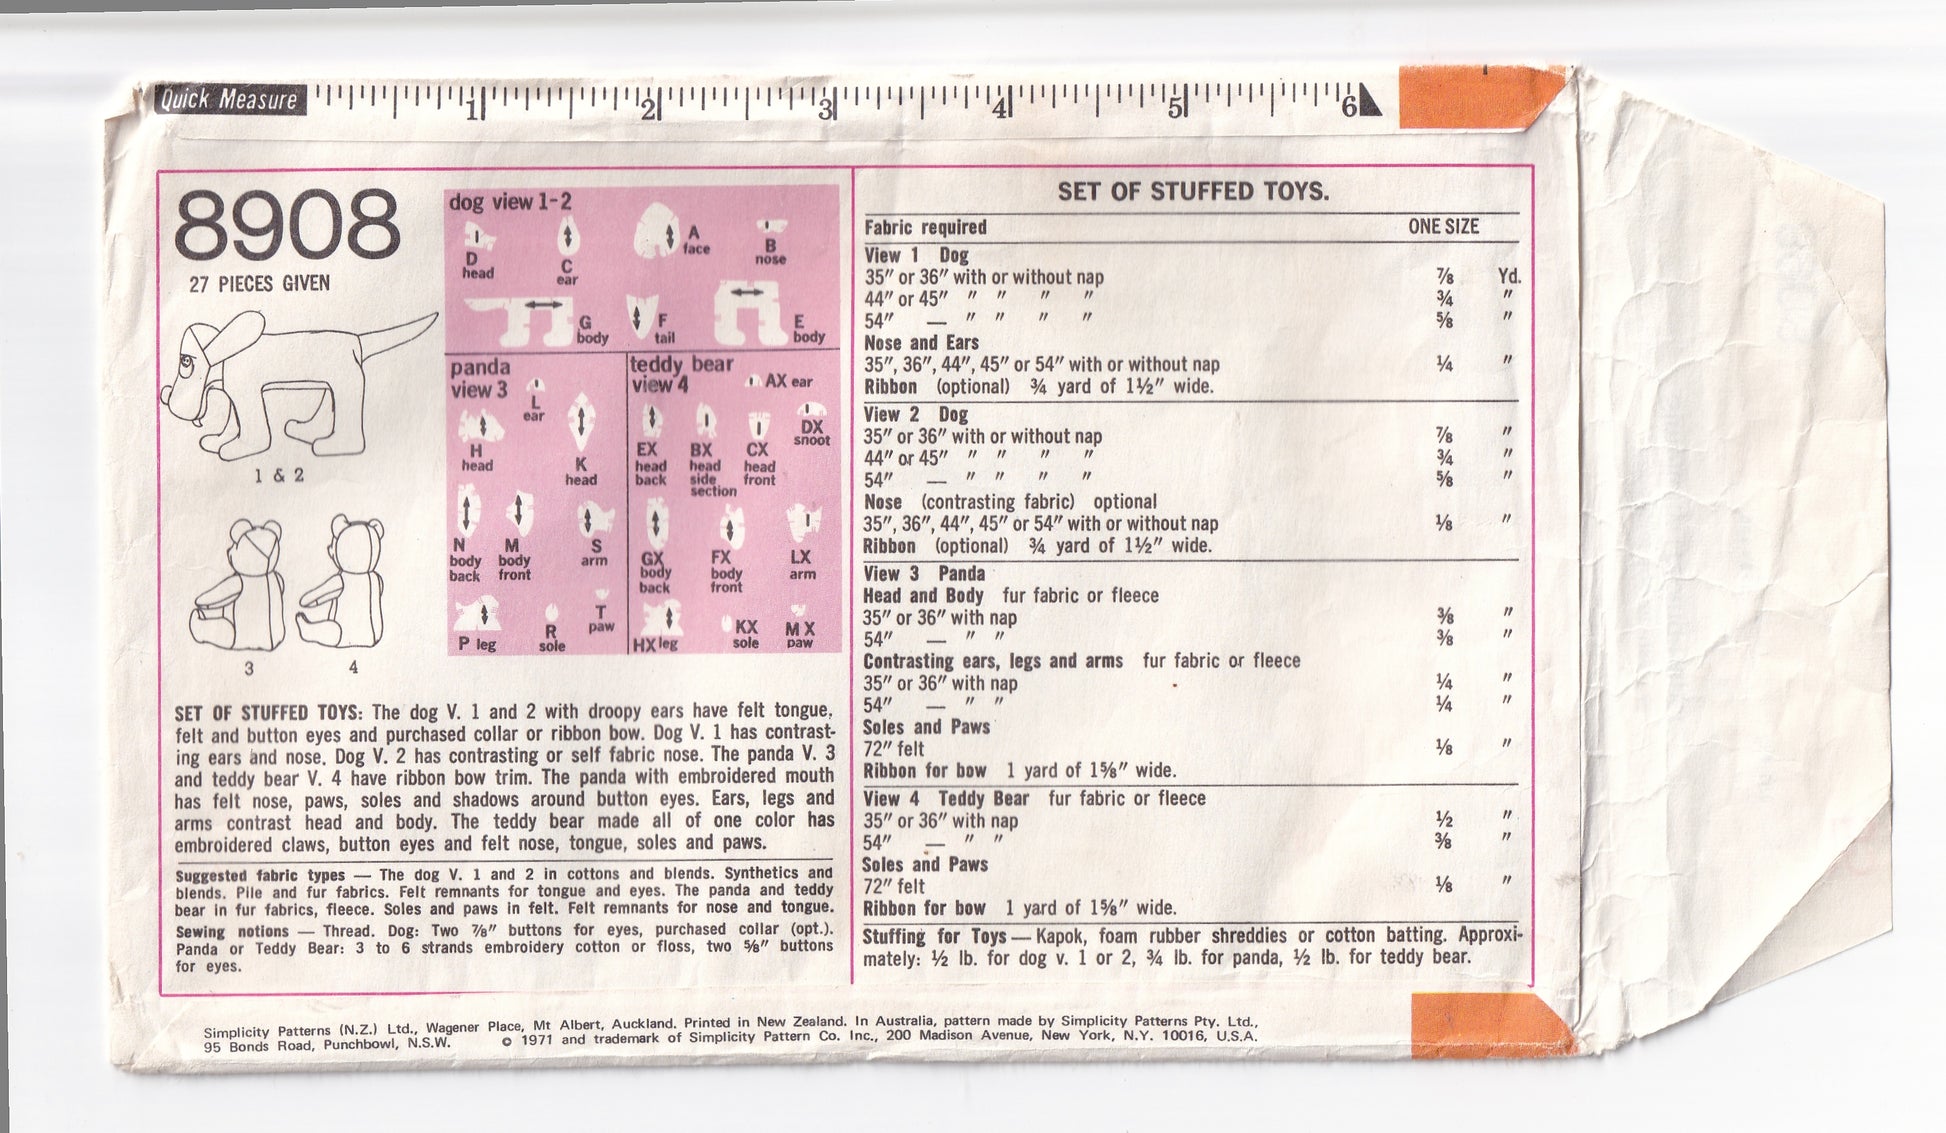 Quick Measure 1 2 3 4 5 6
8908
27 PIECES GIVEN
1 & 2
3 4
dog view 1-2
D head
C ear
A face
B nose
G body
F tail
E body
panda view 3
L ear
H head
K head
N body back
M body front
S arm
P leg
R sole
T paw
teddy bear view 4
AX ear
EX head back
BX head side section
CX head front
DX snoot
GX body back
FX body front
LX arm
HX leg
KX sole
MX paw
SET OF STUFFED TOYS: The dog V. 1 and 2 with droopy ears have felt tongue,
felt and button eyes and purchased collar or ribbon bow. Dog V. 1 has contrast-
ing ears and nose. Dog V. 2 has contrasting or self fabric nose. The panda V. 3
and teddy bear V. 4 have ribbon bow trim. The panda with embroidered mouth
has felt nose, paws, soles and shadows around button eyes. Ears, legs and
arms contrast head and body. The teddy bear made all of one color has
embroidered claws, button eyes and felt nose, tongue, soles and paws.
Suggested fabric types — The dog V. 1 and 2 in cottons and blends. Synthetics and
blends. Pile and fur fabrics. Felt remnants for tongue and eyes. The panda and teddy
bear in fur fabrics, fleece. Soles and paws in felt. Felt remnants for nose and tongue.
Sewing notions — Thread. Dog: Two ⅞″ buttons for eyes, purchased collar (opt.).
Panda or Teddy Bear: 3 to 6 strands embroidery cotton or floss, two ⅝″ buttons
for eyes.
SET OF STUFFED TOYS.
Fabric required ONE SIZE
View 1 Dog
35″ or 36″ with or without nap ⅞ Yd.
44″ or 45″ ″ ″ ″ ″ ¾ ″
54″ — ″ ″ ″ ″ ⅝ ″
Nose and Ears
35″, 36″, 44″, 45″ or 54″ with or without nap ¼ ″
Ribbon (optional) ¾ yard of 1½″ wide.
View 2 Dog
35″ or 36″ with or without nap ⅞ ″
44″ or 45″ ″ ″ ″ ″ ¾ ″
54″ — ″ ″ ″ ″ ⅝ ″
Nose (contrasting fabric) optional
35″, 36″, 44″, 45″ or 54″ with or without nap ⅛ ″
Ribbon (optional) ¾ yard of 1½″ wide.
View 3 Panda
Head and Body fur fabric or fleece
35″ or 36″ with nap ⅜ ″
54″ — ″ ″ ⅜ ″
Contrasting ears, legs and arms fur fabric or fleece
35″ or 36″ with nap ¼ ″
54″ — ″ ″ ¼ ″
Soles and Paws
72″ felt ⅛ ″
Ribbon for bow 1 yard of 1⅝″ wide.
View 4 Teddy Bear fur fabric or fleece
35″ or 36″ with nap ½ ″
54″ — ″ ″ ⅜ ″
Soles and Paws
72″ felt ⅛ ″
Ribbon for bow 1 yard of 1⅝″ wide.
Stuffing for Toys — Kapok, foam rubber shreddies or cotton batting. Approxi-
mately: ½ lb. for dog v. 1 or 2, ¾ lb. for panda, ½ lb. for teddy bear.
Simplicity Patterns (N.Z.) Ltd., Wagener Place, Mt Albert, Auckland. Printed in New Zealand. In Australia, pattern made by Simplicity Patterns Pty. Ltd.,
95 Bonds Road, Punchbowl, N.S.W. © 1971 and trademark of Simplicity Pattern Co. Inc., 200 Madison Avenue, New York, N.Y. 10016, U.S.A.